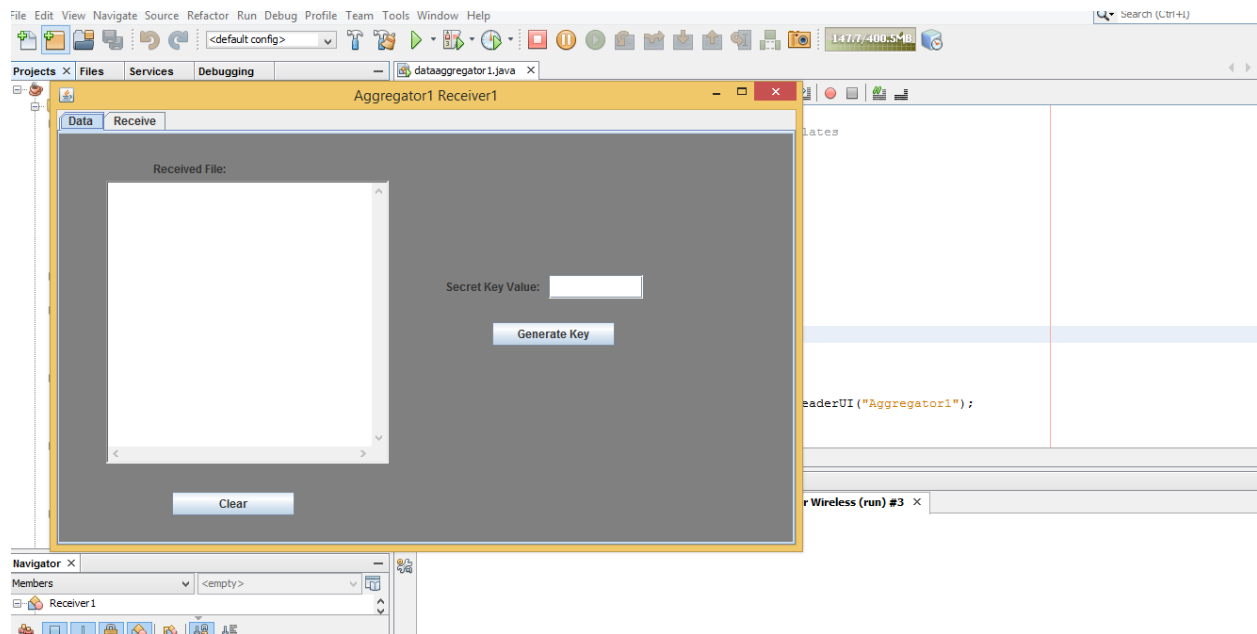 File Edit View Navigate Source Refactor Run Debug Profile Team Tools Window Help
Search (Ctrl+I)
<default config>
147.7/400.5MB
Projects Files Services Debugging
dataaggregator1.java
Aggregator1 Receiver1
Data Receive
lates
Received File:
Secret Key Value:
Generate Key
eaderUI("Aggregator1");
Clear
r Wireless (run) #3
Navigator
Members
<empty>
Receiver1